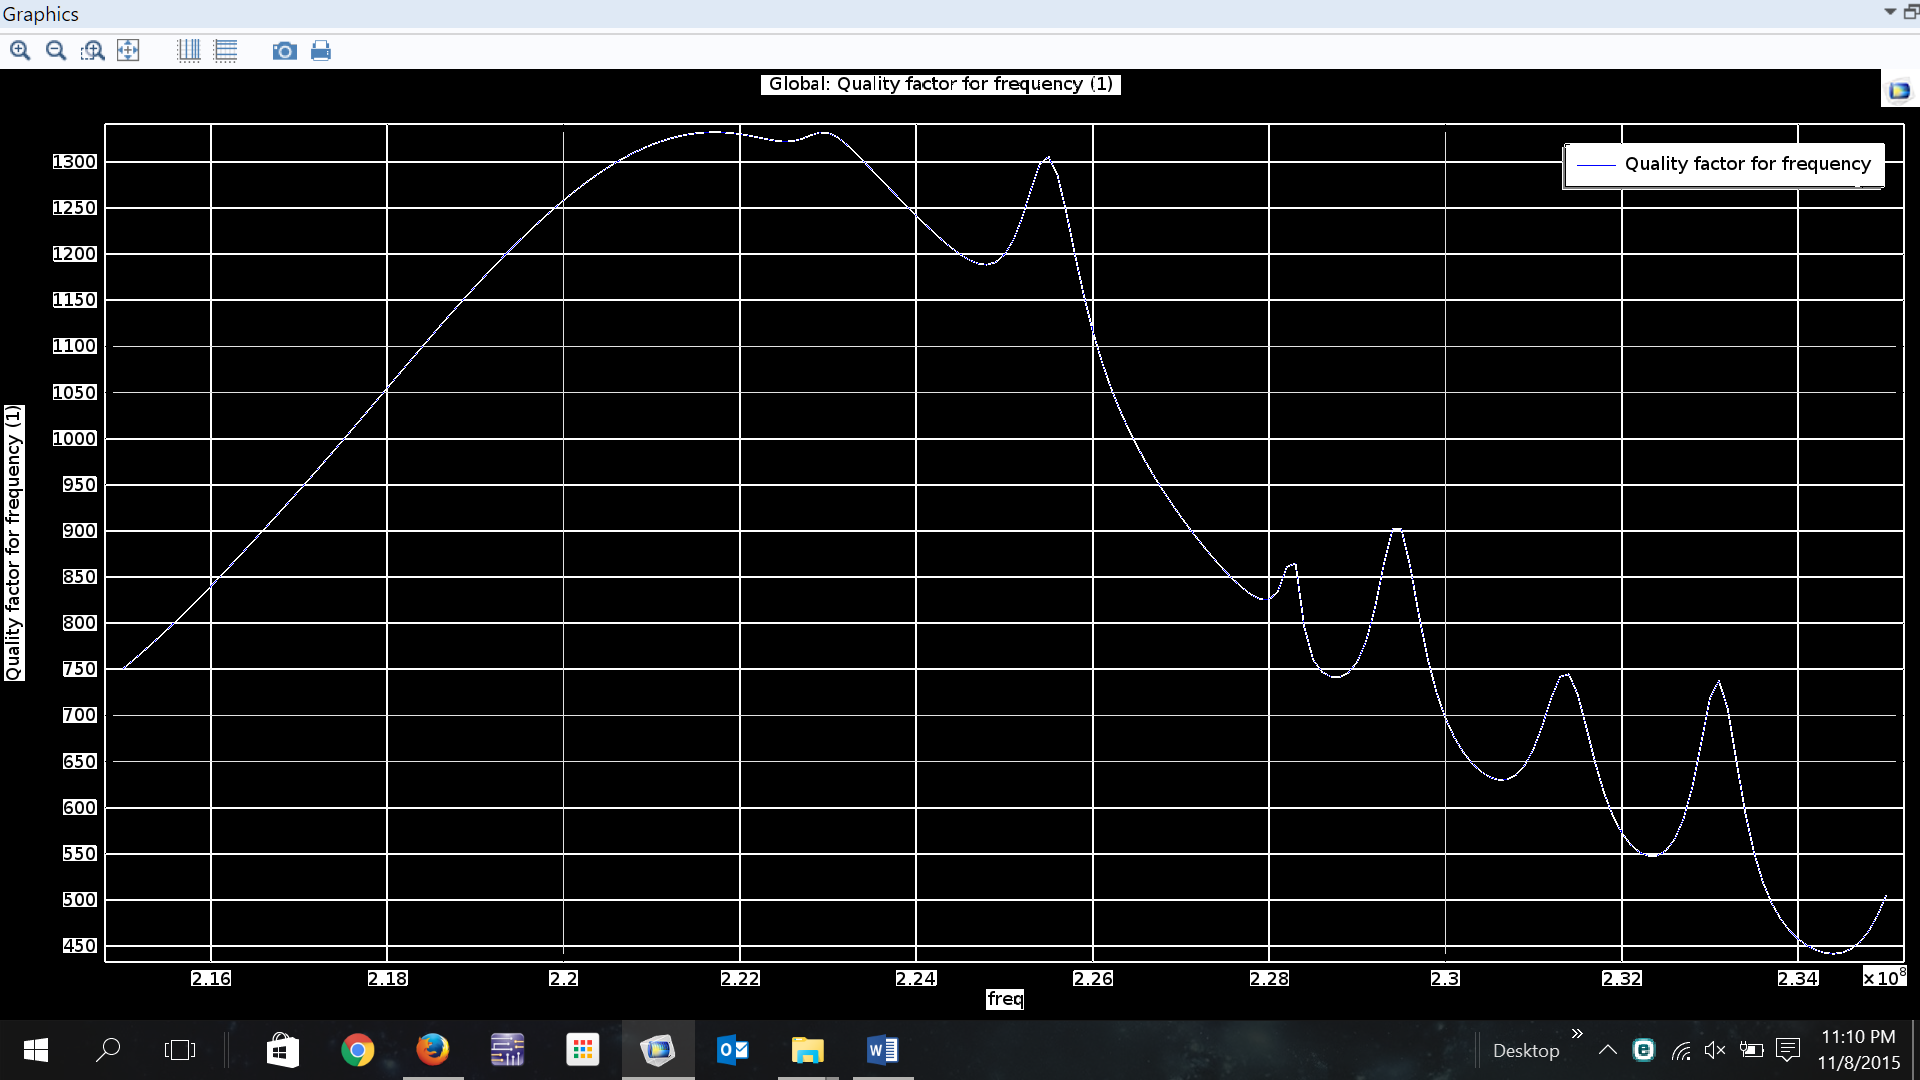 Graphics
Global: Quality factor for frequency (1)
Quality factor for frequency
Quality factor for frequency (1)
1300
1250
1200
1150
1100
1050
1000
950
900
850
800
750
700
650
600
550
500
450
2.16 2.18 2.2 2.22 2.24 2.26 2.28 2.3 2.32 2.34 ×10⁸
freq
Desktop
11:10 PM
11/8/2015